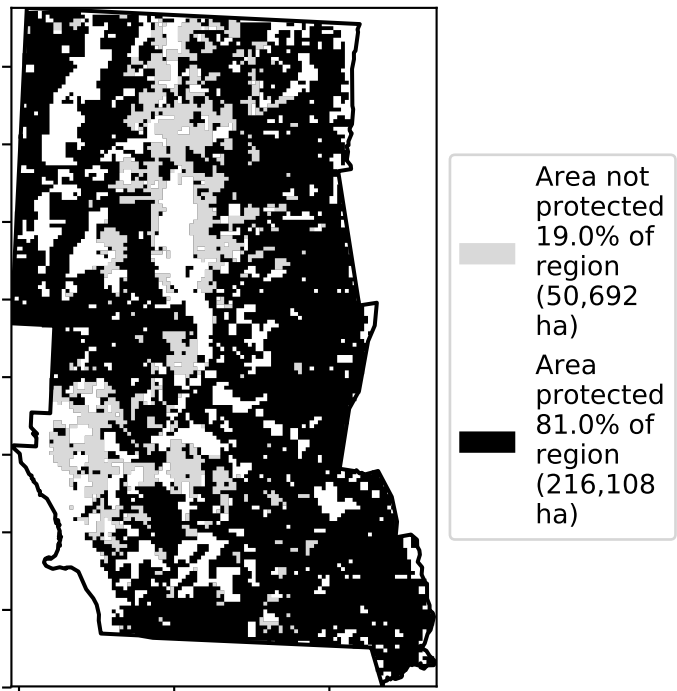 Area not
protected
19.0% of
region
(50,692
ha)
Area
protected
81.0% of
region
(216,108
ha)